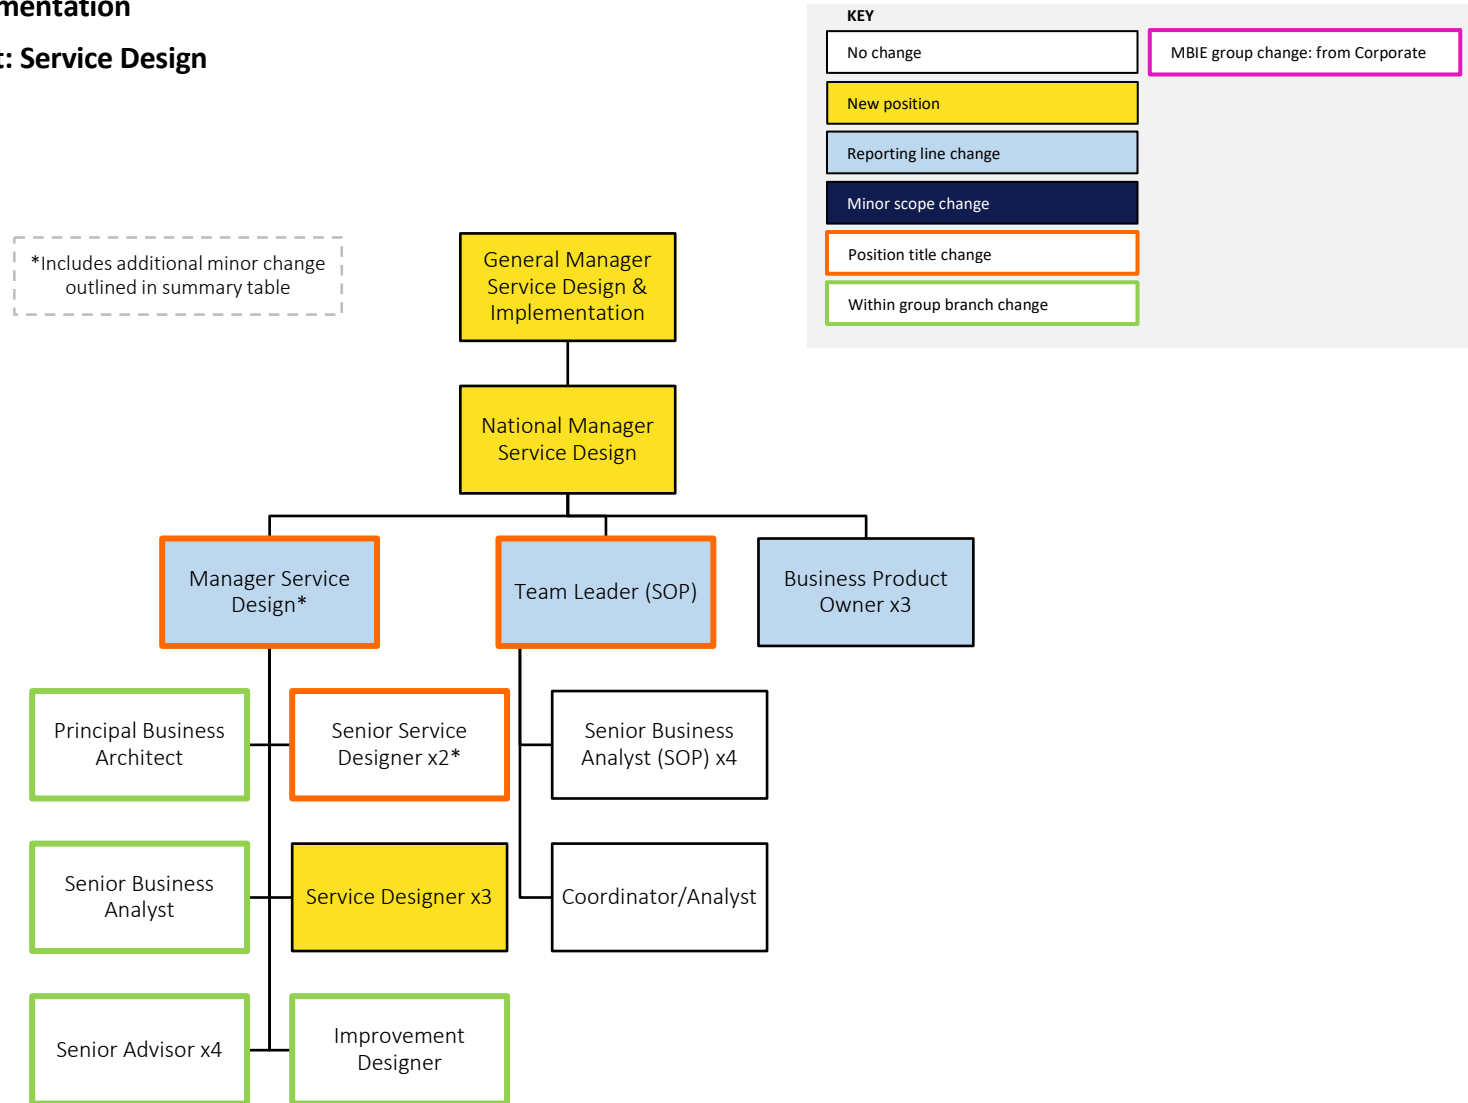 mentation
t: Service Design
KEY
No change
MBIE group change: from Corporate
New position
Reporting line change
Minor scope change
Position title change
Within group branch change
*Includes additional minor change
outlined in summary table
General Manager
Service Design &
Implementation
National Manager
Service Design
Manager Service
Design*
Team Leader (SOP)
Business Product
Owner x3
Principal Business
Architect
Senior Service
Designer x2*
Senior Business
Analyst (SOP) x4
Senior Business
Analyst
Service Designer x3
Coordinator/Analyst
Senior Advisor x4
Improvement
Designer